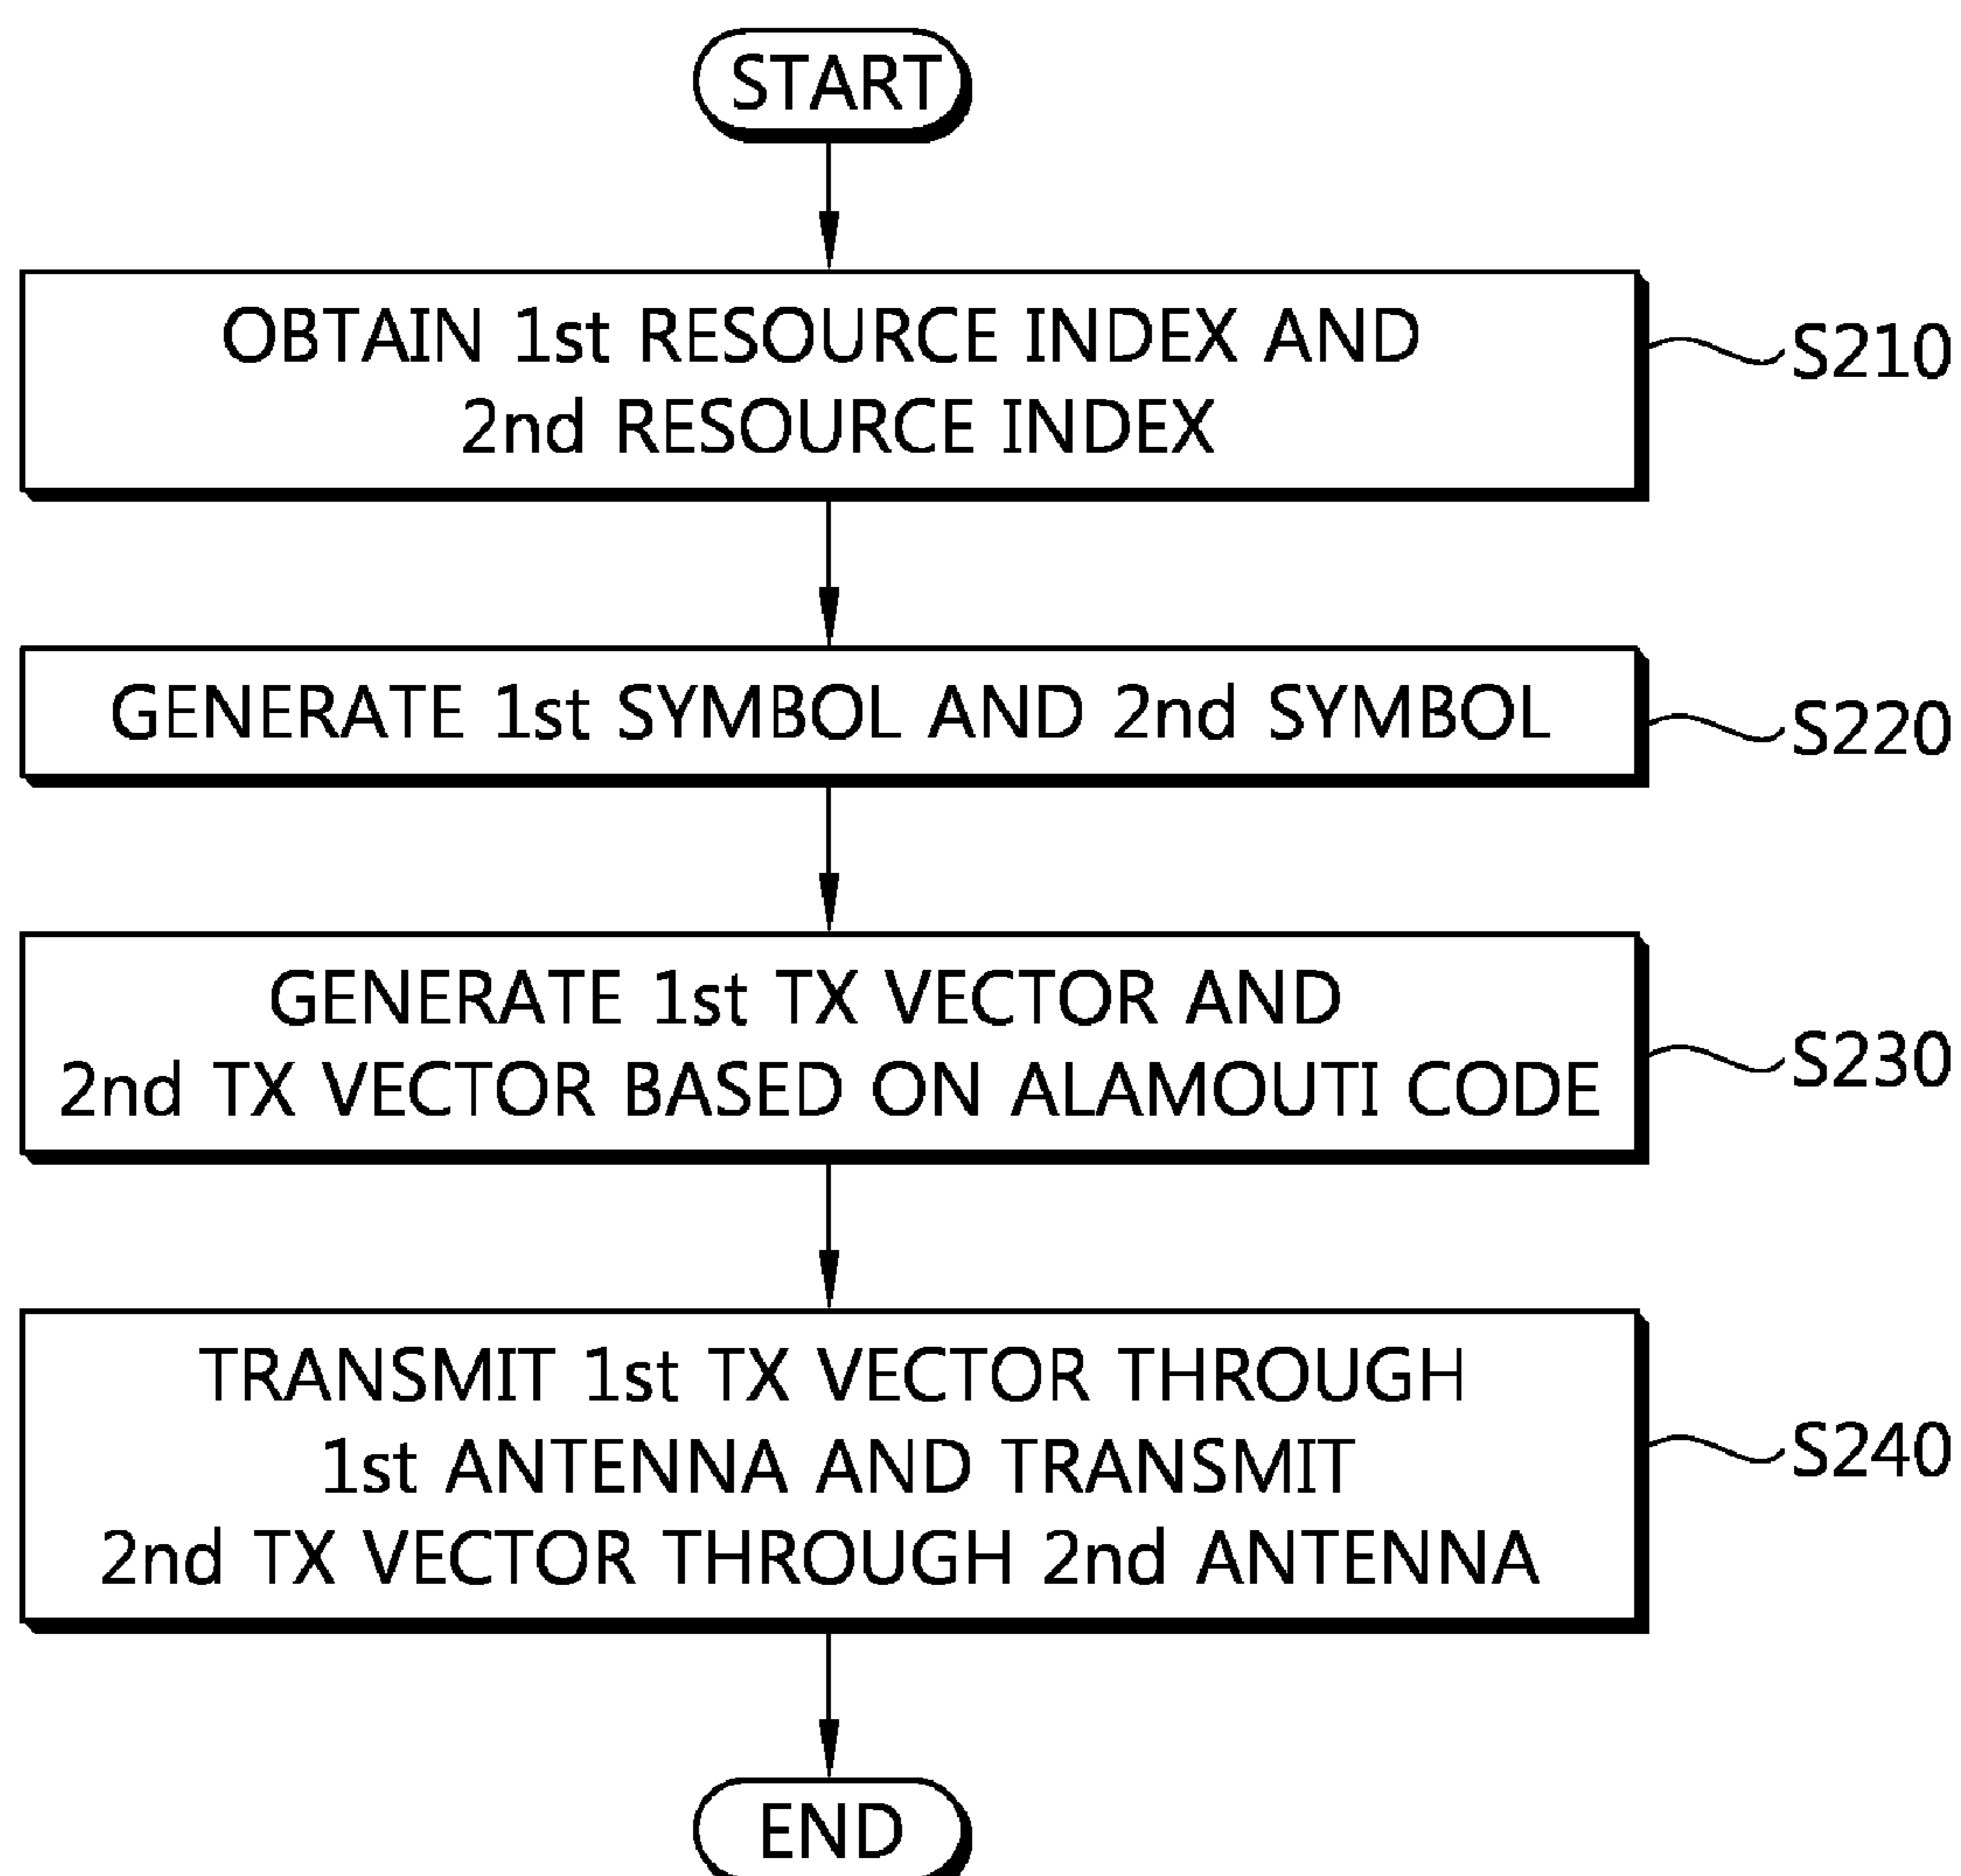 START
OBTAIN 1st RESOURCE INDEX AND
2nd RESOURCE INDEX
S210
GENERATE 1st SYMBOL AND 2nd SYMBOL
S220
GENERATE 1st TX VECTOR AND
2nd TX VECTOR BASED ON ALAMOUTI CODE
S230
TRANSMIT 1st TX VECTOR THROUGH
1st ANTENNA AND TRANSMIT
2nd TX VECTOR THROUGH 2nd ANTENNA
S240
END